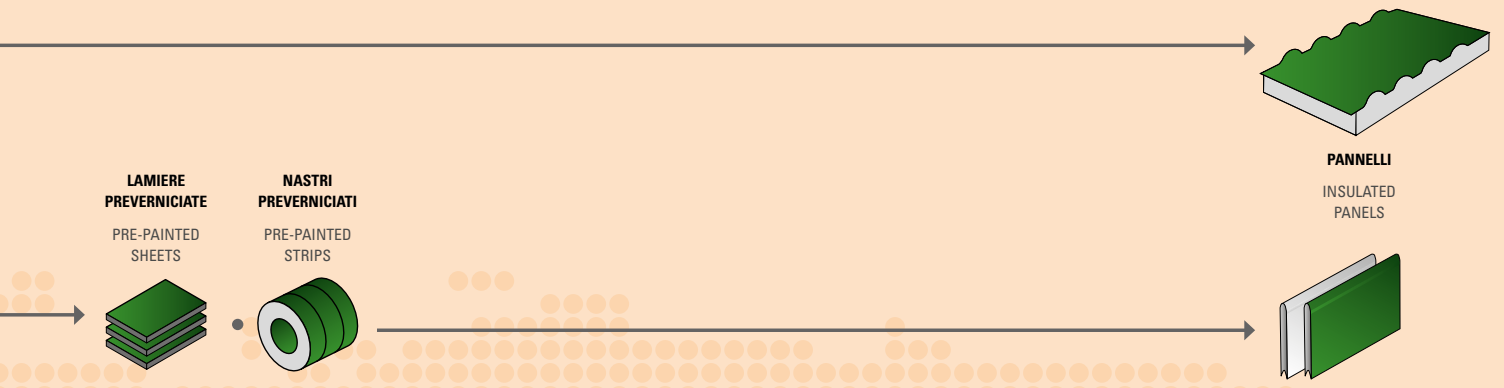 LAMIERE
PREVERNICIATE
PRE-PAINTED
SHEETS
NASTRI
PREVERNICIATI
PRE-PAINTED
STRIPS
PANNELLI
INSULATED
PANELS